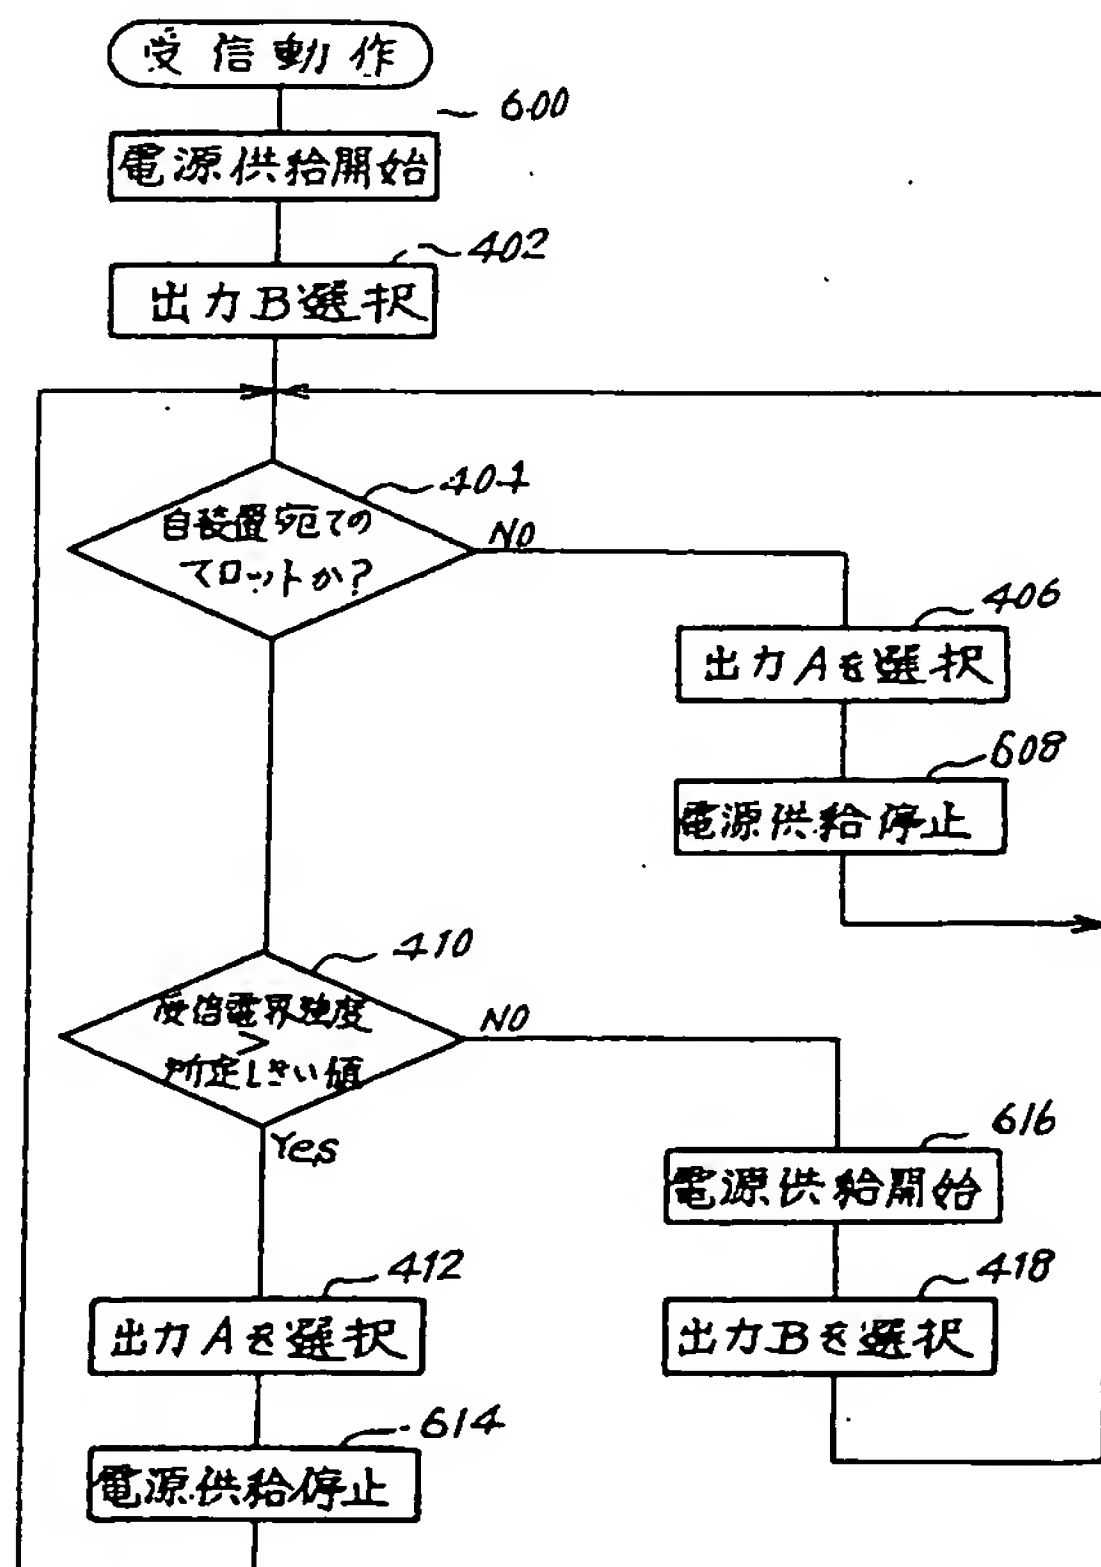 受信動作
600
電源供給開始
402
出力B選択
404
自装置宛ての
スロットか?
NO
406
出力Aを選択
608
電源供給停止
410
受信電界強度
>
所定しきい値
NO
Yes
616
電源供給開始
412
418
出力Aを選択
出力Bを選択
614
電源供給停止